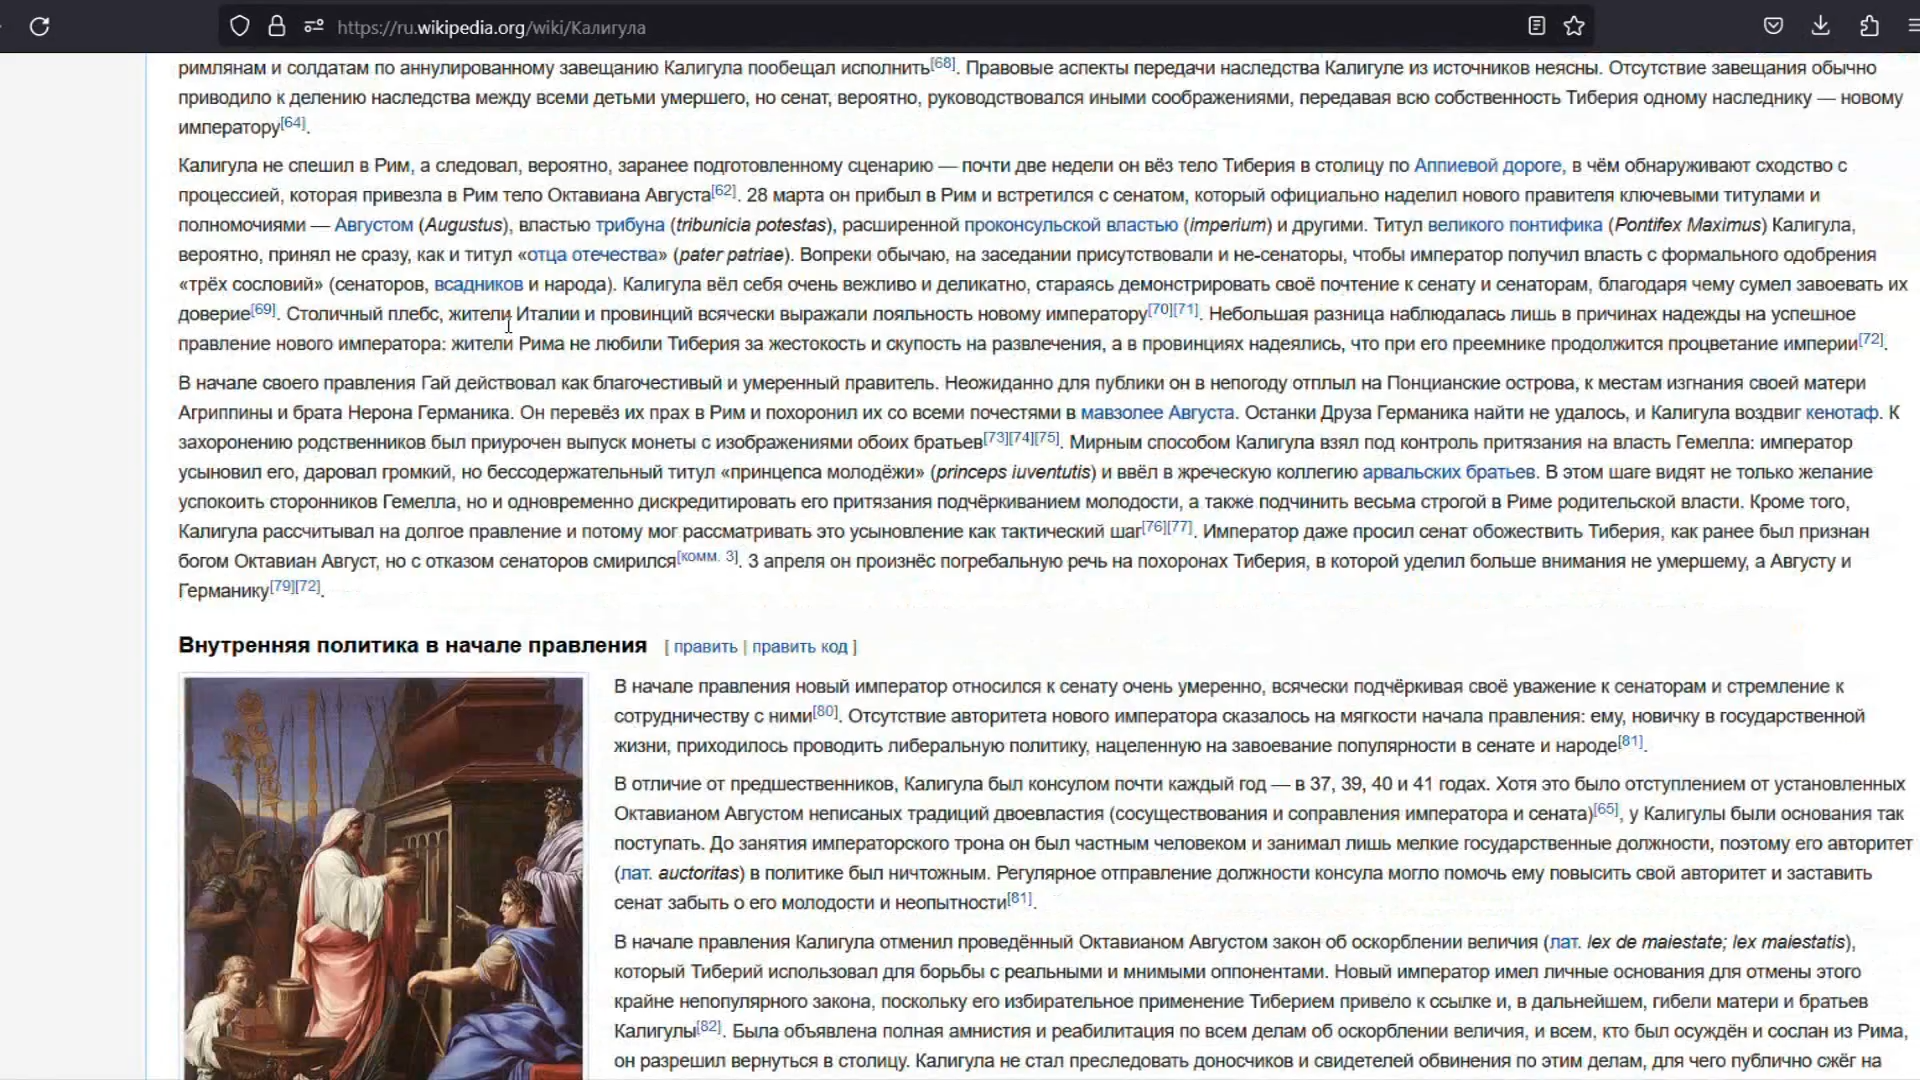 https://ru.wikipedia.org/wiki/Калигула
римлянам и солдатам по аннулированному завещанию Калигула пообещал исполнить[68]. Правовые аспекты передачи наследства Калигуле из источников неясны. Отсутствие завещания обычно
приводило к делению наследства между всеми детьми умершего, но сенат, вероятно, руководствовался иными соображениями, передавая всю собственность Тиберия одному наследнику — новому
императору[64].
Калигула не спешил в Рим, а следовал, вероятно, заранее подготовленному сценарию — почти две недели он вёз тело Тиберия в столицу по Аппиевой дороге, в чём обнаруживают сходство с
процессией, которая привезла в Рим тело Октавиана Августа[62]. 28 марта он прибыл в Рим и встретился с сенатом, который официально наделил нового правителя ключевыми титулами и
полномочиями — Августом (Augustus), властью трибуна (tribunicia potestas), расширенной проконсульской властью (imperium) и другими. Титул великого понтифика (Pontifex Maximus) Калигула,
вероятно, принял не сразу, как и титул «отца отечества» (pater patriae). Вопреки обычаю, на заседании присутствовали и не-сенаторы, чтобы император получил власть с формального одобрения
«трёх сословий» (сенаторов, всадников и народа). Калигула вёл себя очень вежливо и деликатно, стараясь демонстрировать своё почтение к сенату и сенаторам, благодаря чему сумел завоевать их
доверие[69]. Столичный плебс, жители Италии и провинций всячески выражали лояльность новому императору[70][71]. Небольшая разница наблюдалась лишь в причинах надежды на успешное
правление нового императора: жители Рима не любили Тиберия за жестокость и скупость на развлечения, а в провинциях надеялись, что при его преемнике продолжится процветание империи[72].
В начале своего правления Гай действовал как благочестивый и умеренный правитель. Неожиданно для публики он в непогоду отплыл на Понцианские острова, к местам изгнания своей матери
Агриппины и брата Нерона Германика. Он перевёз их прах в Рим и похоронил их со всеми почестями в мавзолее Августа. Останки Друза Германика найти не удалось, и Калигула воздвиг кенотаф. К
захоронению родственников был приурочен выпуск монеты с изображениями обоих братьев[73][74][75]. Мирным способом Калигула взял под контроль притязания на власть Гемелла: император
усыновил его, даровал громкий, но бессодержательный титул «принцепса молодёжи» (princeps iuventutis) и ввёл в жреческую коллегию арвальских братьев. В этом шаге видят не только желание
успокоить сторонников Гемелла, но и одновременно дискредитировать его притязания подчёркиванием молодости, а также подчинить весьма строгой в Риме родительской власти. Кроме того,
Калигула рассчитывал на долгое правление и потому мог рассматривать это усыновление как тактический шаг[76][77]. Император даже просил сенат обожествить Тиберия, как ранее был признан
богом Октавиан Август, но с отказом сенаторов смирился[комм. 3]. 3 апреля он произнёс погребальную речь на похоронах Тиберия, в которой уделил больше внимания не умершему, а Августу и
Германику[79][72].
Внутренняя политика в начале правления [ править | править код ]
В начале правления новый император относился к сенату очень умеренно, всячески подчёркивая своё уважение к сенаторам и стремление к
сотрудничеству с ними[80]. Отсутствие авторитета нового императора сказалось на мягкости начала правления: ему, новичку в государственной
жизни, приходилось проводить либеральную политику, нацеленную на завоевание популярности в сенате и народе[81].
В отличие от предшественников, Калигула был консулом почти каждый год — в 37, 39, 40 и 41 годах. Хотя это было отступлением от установленных
Октавианом Августом неписаных традиций двоевластия (сосуществования и соправления императора и сената)[65], у Калигулы были основания так
поступать. До занятия императорского трона он был частным человеком и занимал лишь мелкие государственные должности, поэтому его авторитет
(лат. auctoritas) в политике был ничтожным. Регулярное отправление должности консула могло помочь ему повысить свой авторитет и заставить
сенат забыть о его молодости и неопытности[81].
В начале правления Калигула отменил проведённый Октавианом Августом закон об оскорблении величия (лат. lex de maiestate; lex maiestatis),
который Тиберий использовал для борьбы с реальными и мнимыми оппонентами. Новый император имел личные основания для отмены этого
крайне непопулярного закона, поскольку его избирательное применение Тиберием привело к ссылке и, в дальнейшем, гибели матери и братьев
Калигулы[82]. Была объявлена полная амнистия и реабилитация по всем делам об оскорблении величия, и всем, кто был осуждён и сослан из Рима,
он разрешил вернуться в столицу. Калигула не стал преследовать доносчиков и свидетелей обвинения по этим делам, для чего публично сжёг на